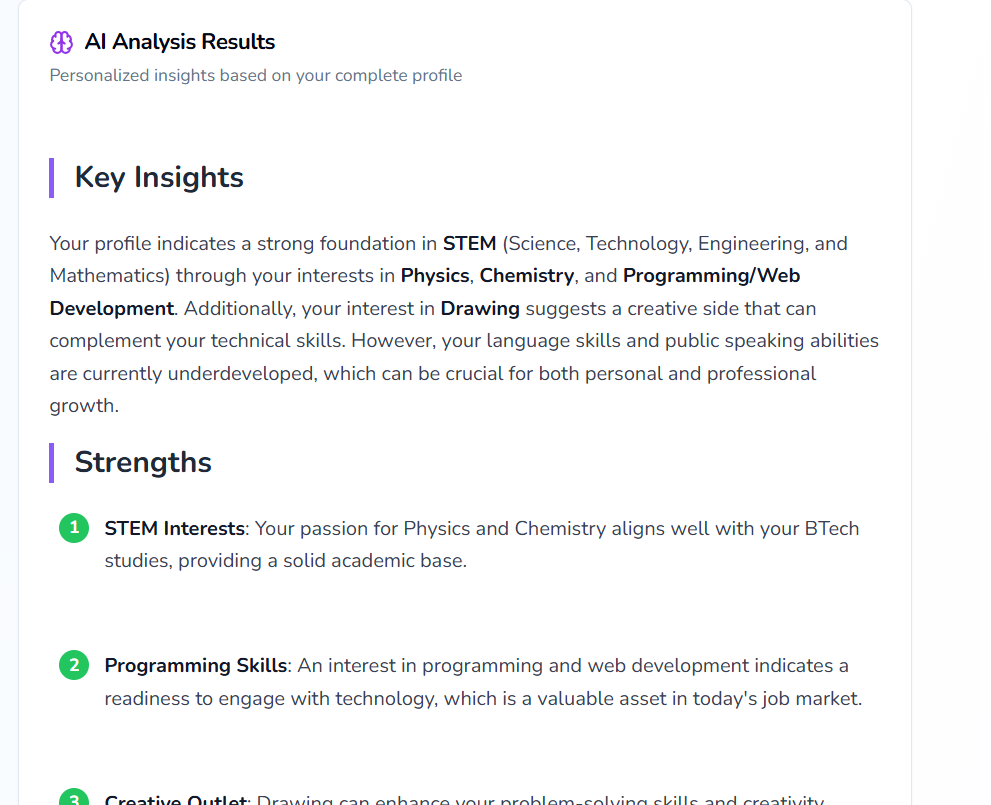 AI Analysis Results
Personalized insights based on your complete profile
Key Insights
Your profile indicates a strong foundation in STEM (Science, Technology, Engineering, and
Mathematics) through your interests in Physics, Chemistry, and Programming/Web
Development. Additionally, your interest in Drawing suggests a creative side that can
complement your technical skills. However, your language skills and public speaking abilities
are currently underdeveloped, which can be crucial for both personal and professional
growth.
Strengths
1 STEM Interests: Your passion for Physics and Chemistry aligns well with your BTech
studies, providing a solid academic base.
2 Programming Skills: An interest in programming and web development indicates a
readiness to engage with technology, which is a valuable asset in today's job market.
3 Creative Outlet: Drawing can enhance your problem-solving skills and creativity,